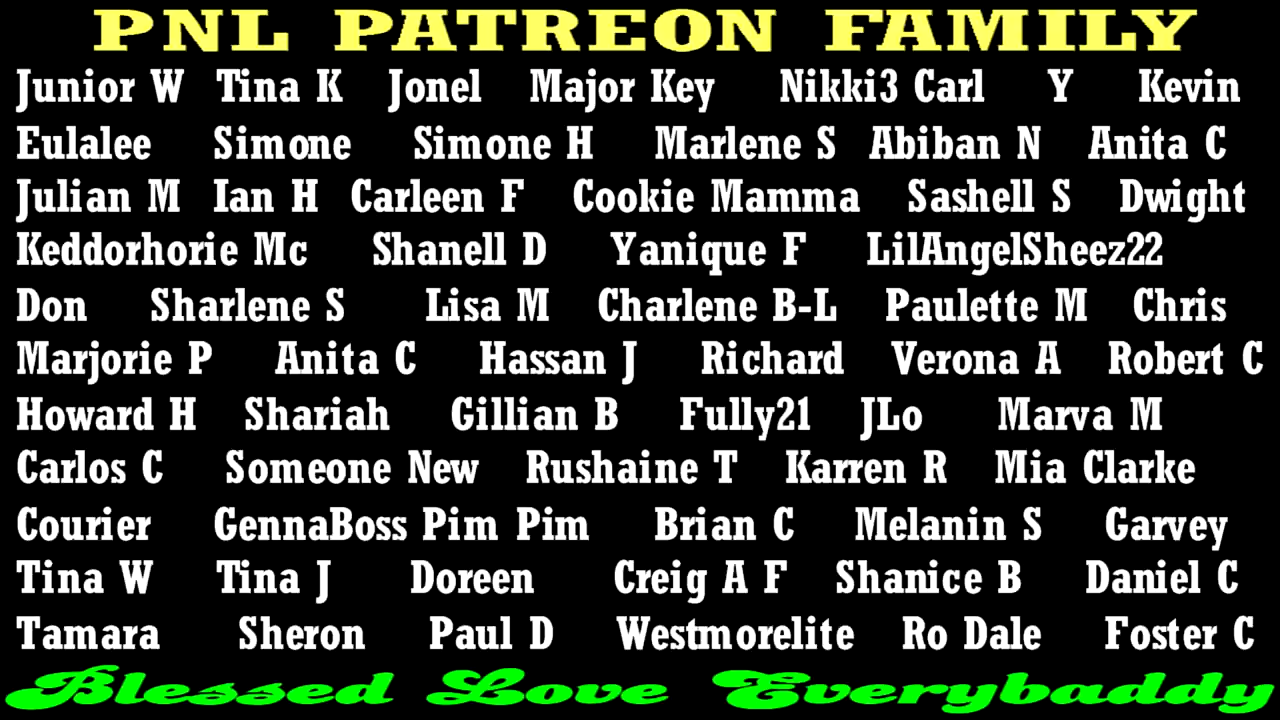 PNL PATREON FAMILY
Junior W Tina K Jonel Major Key Nikki3 Carl Y Kevin
Eulalee Simone Simone H Marlene S Abiban N Anita C
Julian M Ian H Carleen F Cookie Mamma Sashell S Dwight
Keddorhorie Mc Shanell D Yanique F LilAngelSheez22
Don Sharlene S Lisa M Charlene B-L Paulette M Chris
Marjorie P Anita C Hassan J Richard Verona A Robert C
Howard H Shariah Gillian B Fully21 JLo Marva M
Carlos C Someone New Rushaine T Karren R Mia Clarke
Courier GennaBoss Pim Pim Brian C Melanin S Garvey
Tina W Tina J Doreen Creig A F Shanice B Daniel C
Tamara Sheron Paul D Westmorelite Ro Dale Foster C
Blessed Love Everybaddy